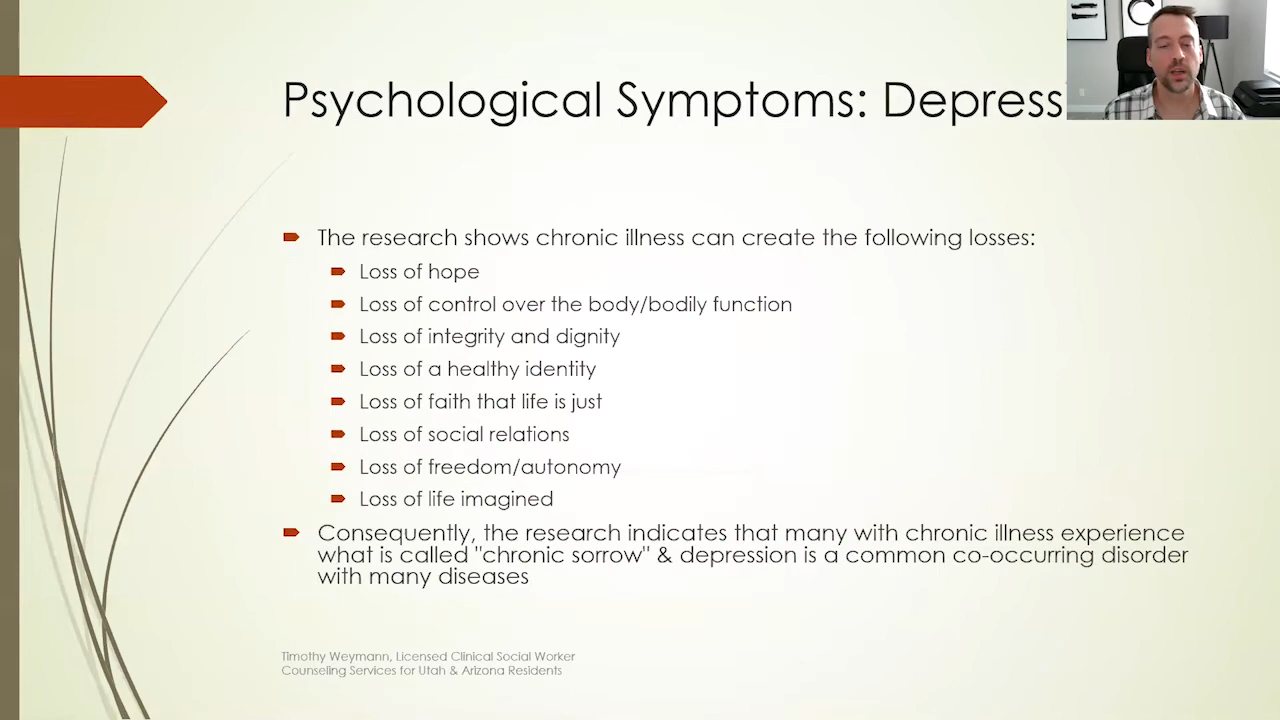 Psychological Symptoms: Depress
The research shows chronic illness can create the following losses:
Loss of hope
Loss of control over the body/bodily function
Loss of integrity and dignity
Loss of a healthy identity
Loss of faith that life is just
Loss of social relations
Loss of freedom/autonomy
Loss of life imagined
Consequently, the research indicates that many with chronic illness experience
what is called "chronic sorrow" & depression is a common co-occurring disorder
with many diseases
Timothy Weymann, Licensed Clinical Social Worker
Counseling Services for Utah & Arizona Residents